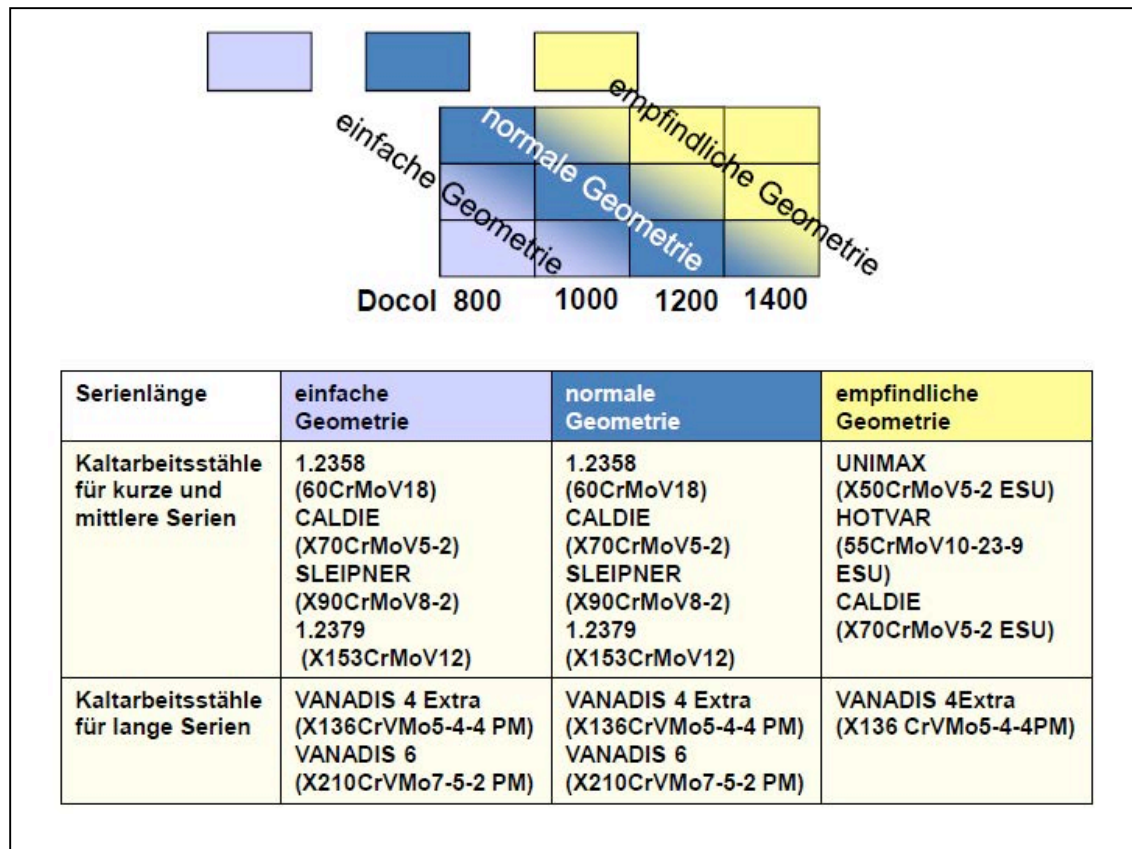 einfache Geometrie
normale Geometrie
empfindliche Geometrie
Docol 800 1000 1200 1400
Serienlänge
einfache
Geometrie
normale
Geometrie
empfindliche
Geometrie
Kaltarbeitsstähle
für kurze und
mittlere Serien
1.2358
(60CrMoV18)
CALDIE
(X70CrMoV5-2)
SLEIPNER
(X90CrMoV8-2)
1.2379
(X153CrMoV12)
1.2358
(60CrMoV18)
CALDIE
(X70CrMoV5-2)
SLEIPNER
(X90CrMoV8-2)
1.2379
(X153CrMoV12)
UNIMAX
(X50CrMoV5-2 ESU)
HOTVAR
(55CrMoV10-23-9
ESU)
CALDIE
(X70CrMoV5-2 ESU)
Kaltarbeitsstähle
für lange Serien
VANADIS 4 Extra
(X136CrVMo5-4-4 PM)
VANADIS 6
(X210CrVMo7-5-2 PM)
VANADIS 4 Extra
(X136CrVMo5-4-4 PM)
VANADIS 6
(X210CrVMo7-5-2 PM)
VANADIS 4Extra
(X136 CrVMo5-4-4PM)